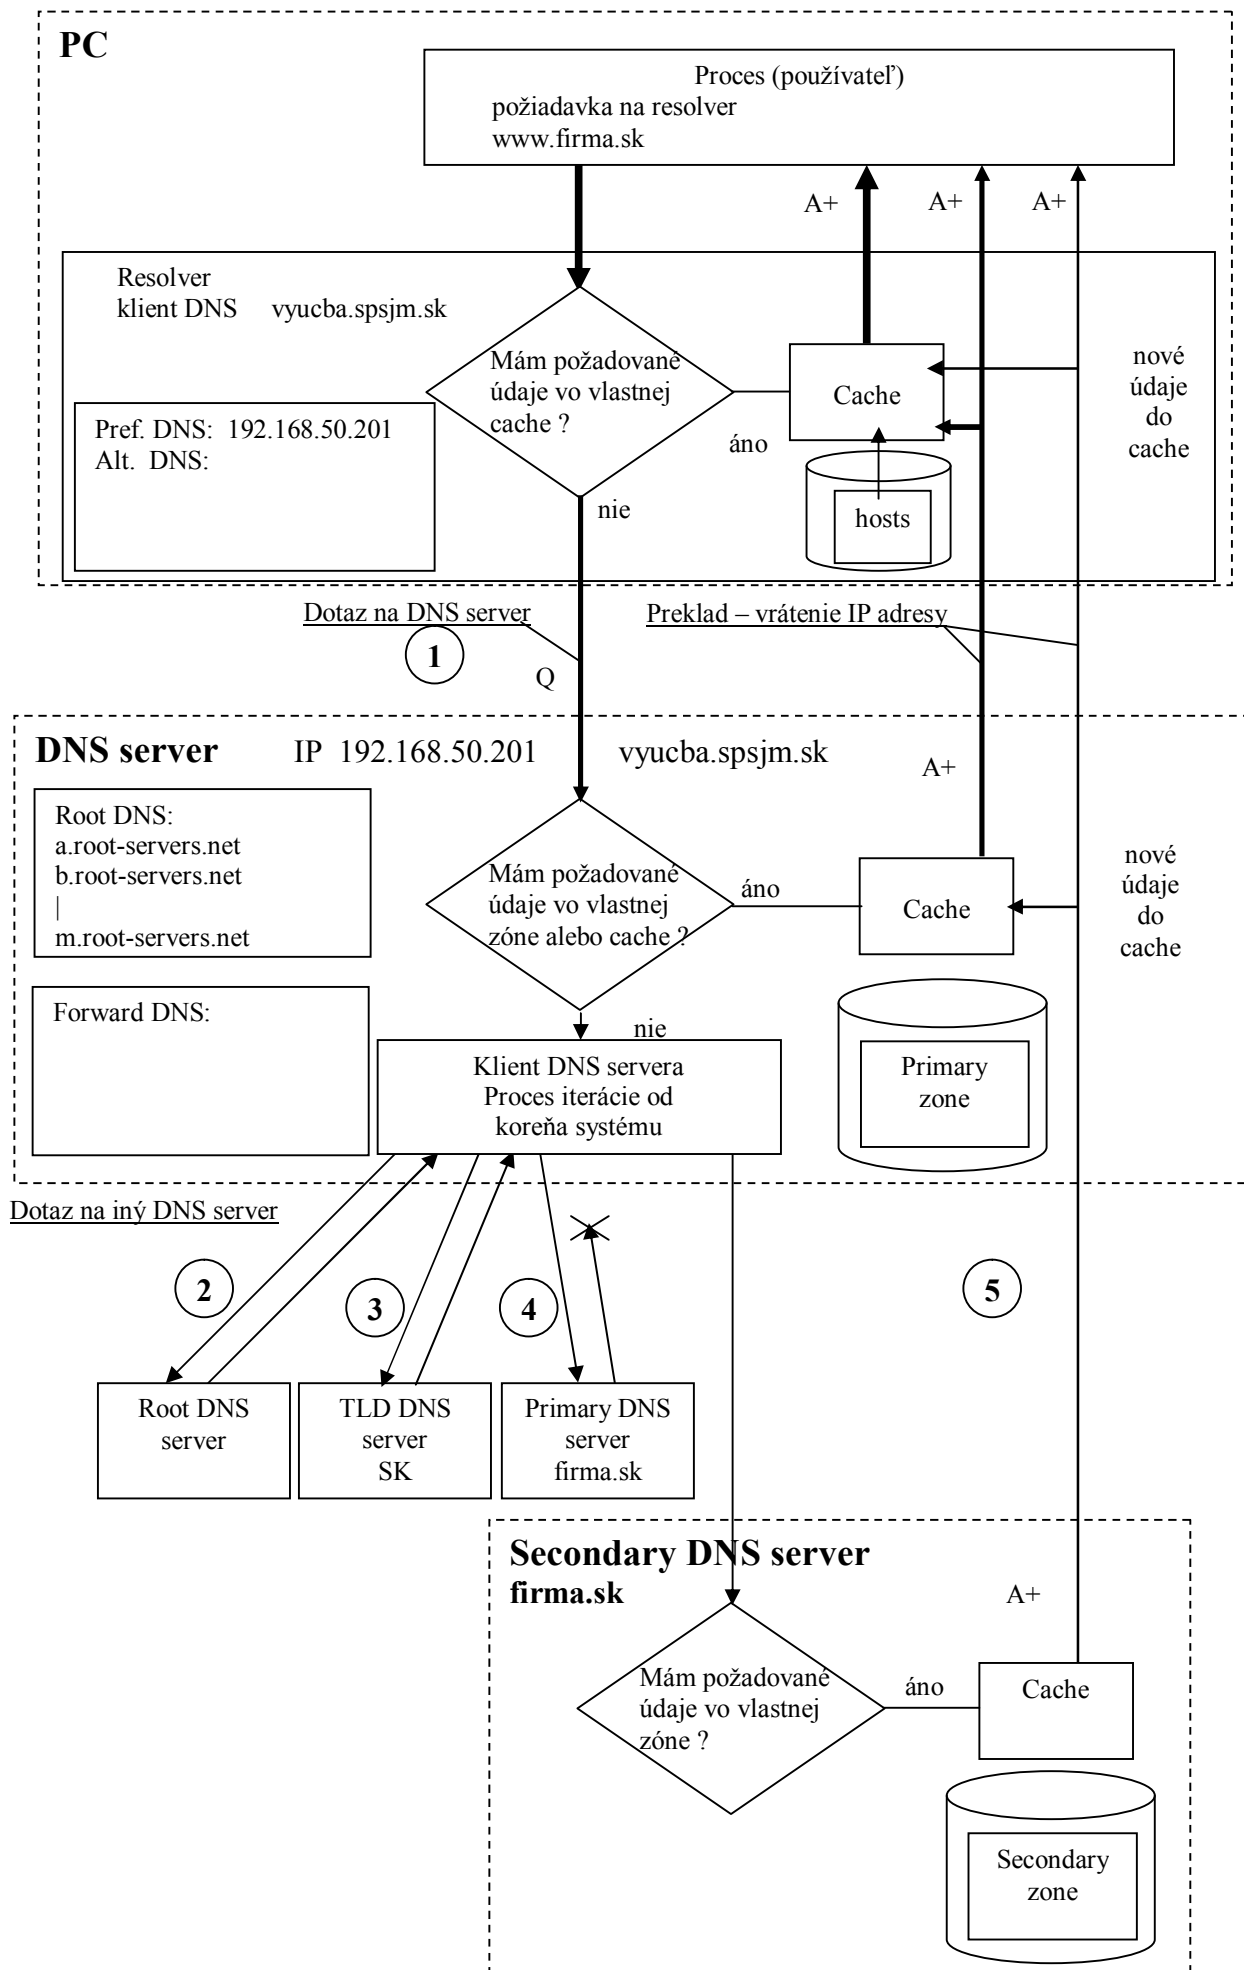 PC
Proces (používateľ)
požiadavka na resolver
www.firma.sk
A+
A+
A+
Resolver
klient DNS vyucba.spsjm.sk
Mám požadované
údaje vo vlastnej
cache ?
Cache
nové
údaje
do
cache
Pref. DNS: 192.168.50.201
Alt. DNS:
áno
nie
hosts
Dotaz na DNS server
Preklad – vrátenie IP adresy
1
Q
DNS server IP 192.168.50.201 vyucba.spsjm.sk
A+
Root DNS:
a.root-servers.net
b.root-servers.net
|
m.root-servers.net
Mám požadované
údaje vo vlastnej
zóne alebo cache ?
áno
Cache
nové
údaje
do
cache
Forward DNS:
nie
Klient DNS servera
Proces iterácie od
koreňa systému
Primary
zone
Dotaz na iný DNS server
2
3
4
5
Root DNS
server
TLD DNS
server
SK
Primary DNS
server
firma.sk
Secondary DNS server
firma.sk
A+
Mám požadované
údaje vo vlastnej
zóne ?
áno
Cache
Secondary
zone